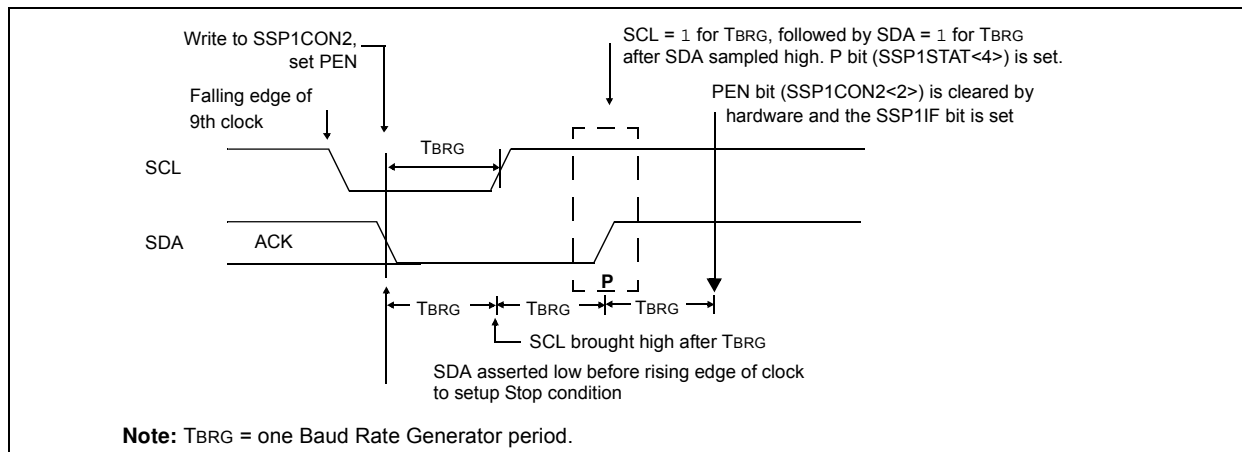 Write to SSP1CON2,
set PEN
SCL = 1 for TBRG, followed by SDA = 1 for TBRG
after SDA sampled high. P bit (SSP1STAT<4>) is set.
Falling edge of
9th clock
PEN bit (SSP1CON2<2>) is cleared by
hardware and the SSP1IF bit is set
TBRG
SCL
SDA
ACK
P
TBRG
TBRG
TBRG
SCL brought high after TBRG
SDA asserted low before rising edge of clock
to setup Stop condition
Note: TBRG = one Baud Rate Generator period.